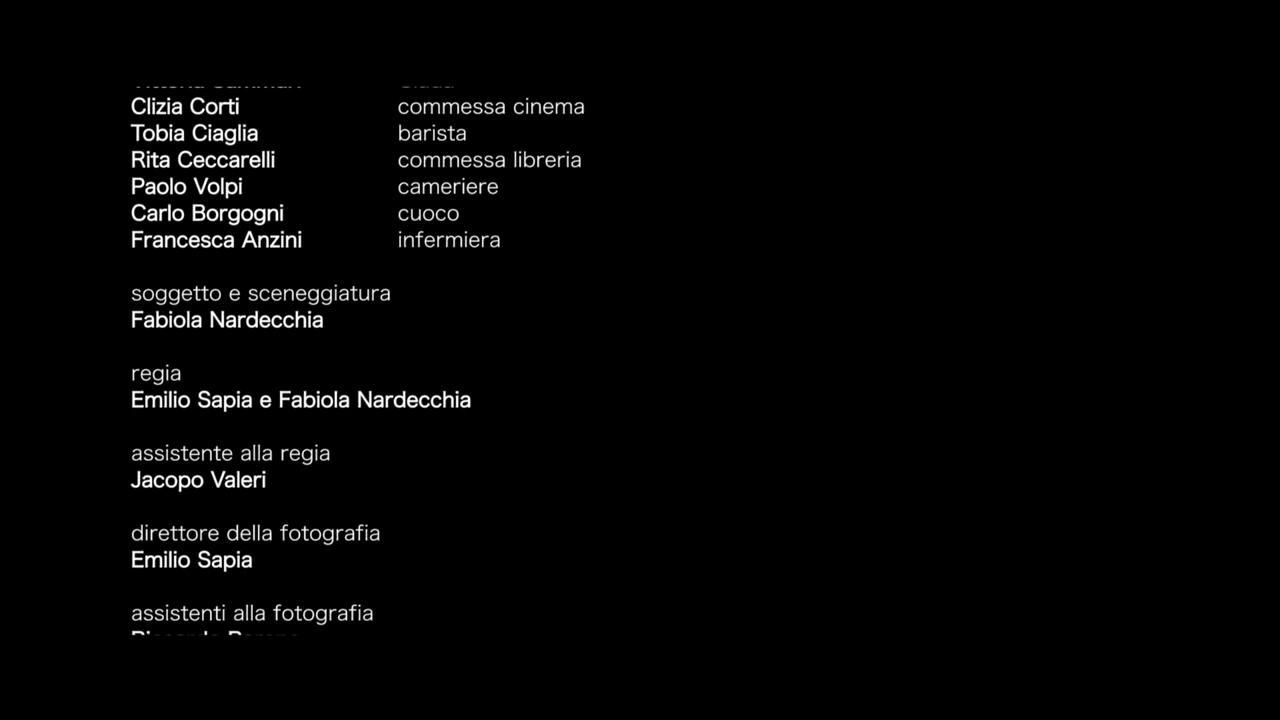 Clizia Corti commessa cinema
Tobia Ciaglia barista
Rita Ceccarelli commessa libreria
Paolo Volpi cameriere
Carlo Borgogni cuoco
Francesca Anzini infermiera
soggetto e sceneggiatura
Fabiola Nardecchia
regia
Emilio Sapia e Fabiola Nardecchia
assistente alla regia
Jacopo Valeri
direttore della fotografia
Emilio Sapia
assistenti alla fotografia